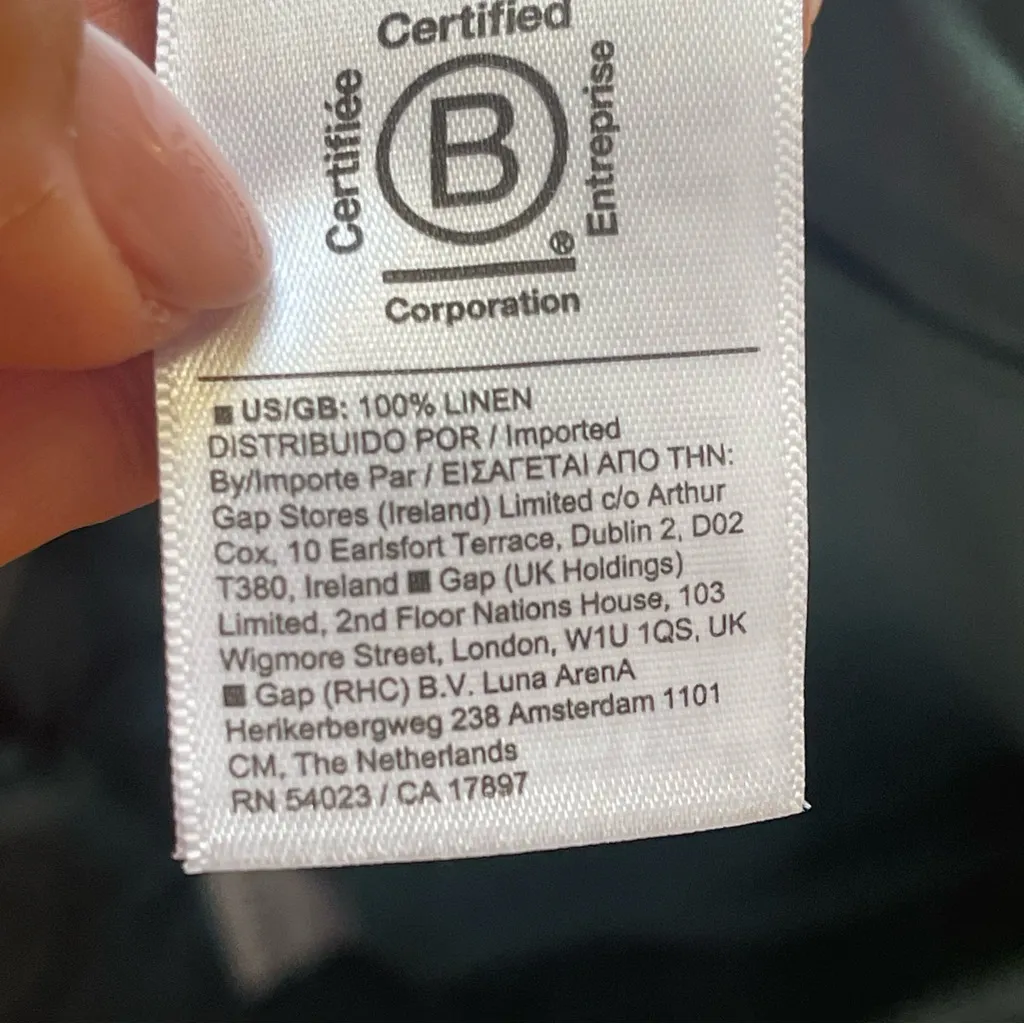 Certified
Certifiée
B
Entreprise
®
Corporation
US/GB: 100% LINEN
DISTRIBUIDO POR / Imported
By/Importe Par / ΕΙΣΑΓΕΤΑΙ ΑΠΟ ΤΗΝ:
Gap Stores (Ireland) Limited c/o Arthur
Cox, 10 Earlsfort Terrace, Dublin 2, D02
T380, Ireland ■ Gap (UK Holdings)
Limited, 2nd Floor Nations House, 103
Wigmore Street, London, W1U 1QS, UK
■ Gap (RHC) B.V. Luna ArenA
Herikerbergweg 238 Amsterdam 1101
CM, The Netherlands
RN 54023 / CA 17897